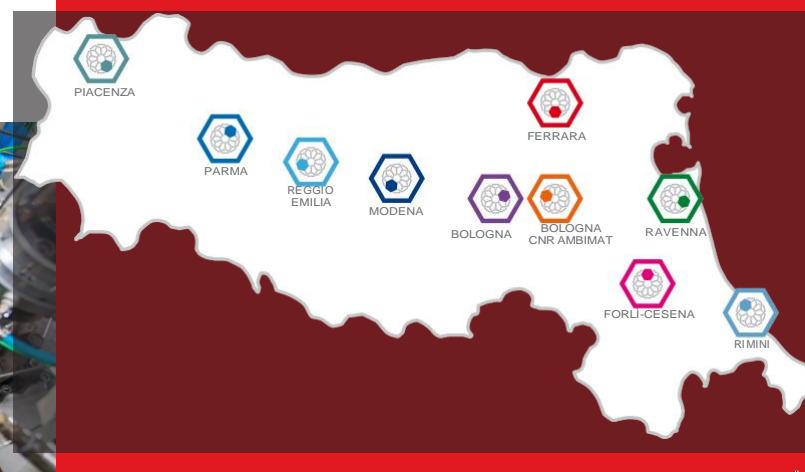 PIACENZA
PARMA
REGGIO
EMILIA
MODENA
FERRARA
BOLOGNA
BOLOGNA
CNR AMBIMAT
RAVENNA
FORLI-CESENA
RIMINI